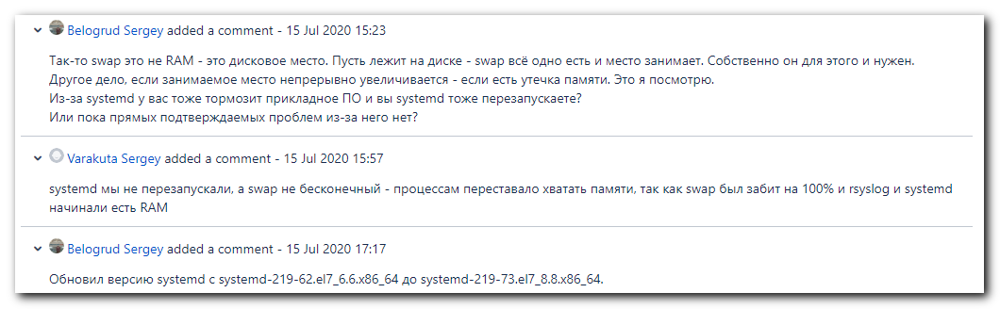 Belogrud Sergey added a comment - 15 Jul 2020 15:23
Так-то swap это не RAM - это дисковое место. Пусть лежит на диске - swap всё одно есть и место занимает. Собственно он для этого и нужен.
Другое дело, если занимаемое место непрерывно увеличивается - если есть утечка памяти. Это я посмотрю.
Из-за systemd у вас тоже тормозит прикладное ПО и вы systemd тоже перезапускаете?
Или пока прямых подтверждаемых проблем из-за него нет?
Varakuta Sergey added a comment - 15 Jul 2020 15:57
systemd мы не перезапускали, а swap не бесконечный - процессам переставало хватать памяти, так как swap был забит на 100% и rsyslog и systemd
начинали есть RAM
Belogrud Sergey added a comment - 15 Jul 2020 17:17
Обновил версию systemd с systemd-219-62.el7_6.6.x86_64 до systemd-219-73.el7_8.8.x86_64.